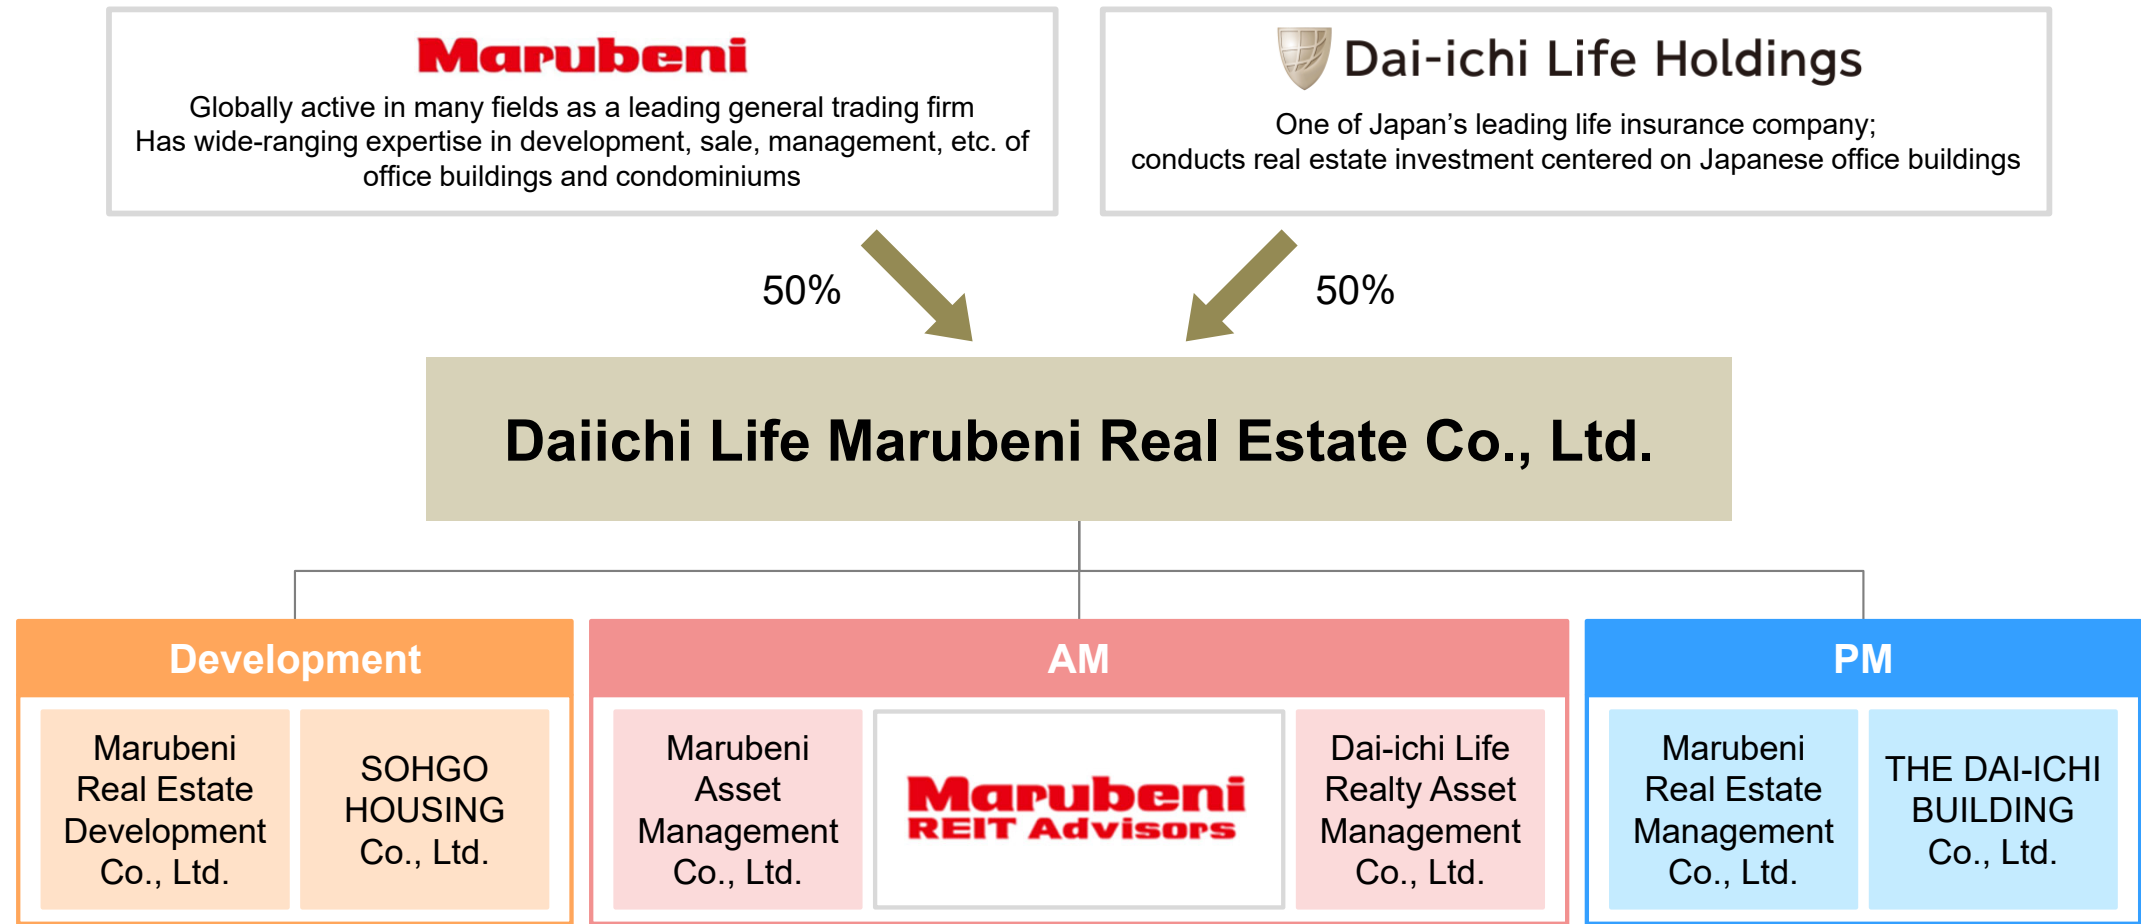 Marubeni
Globally active in many fields as a leading general trading firm
Has wide-ranging expertise in development, sale, management, etc. of
office buildings and condominiums
Dai-ichi Life Holdings
One of Japan’s leading life insurance company;
conducts real estate investment centered on Japanese office buildings
50%
50%
Daiichi Life Marubeni Real Estate Co., Ltd.
Development
Marubeni
Real Estate
Development
Co., Ltd.
SOHGO
HOUSING
Co., Ltd.
AM
Marubeni
Asset
Management
Co., Ltd.
Marubeni
REIT Advisors
Dai-ichi Life
Realty Asset
Management
Co., Ltd.
PM
Marubeni
Real Estate
Management
Co., Ltd.
THE DAI-ICHI
BUILDING
Co., Ltd.